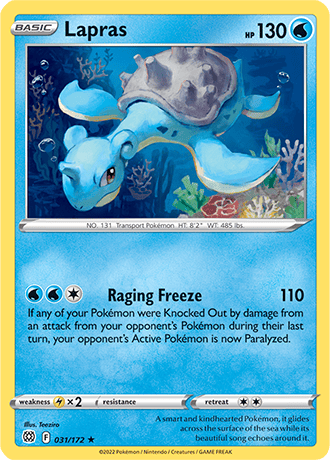 BASIC Lapras HP 130
NO. 131 Transport Pokémon HT: 8'2" WT: 485 lbs.
Raging Freeze 110
If any of your Pokémon were Knocked Out by damage from
an attack from your opponent's Pokémon during their last
turn, your opponent's Active Pokémon is now Paralyzed.
weakness ×2 resistance retreat
Illus. Teeziro
F 031/172 ★
A smart and kindhearted Pokémon, it glides
across the surface of the sea while its
beautiful song echoes around it.
©2022 Pokémon / Nintendo / Creatures / GAME FREAK